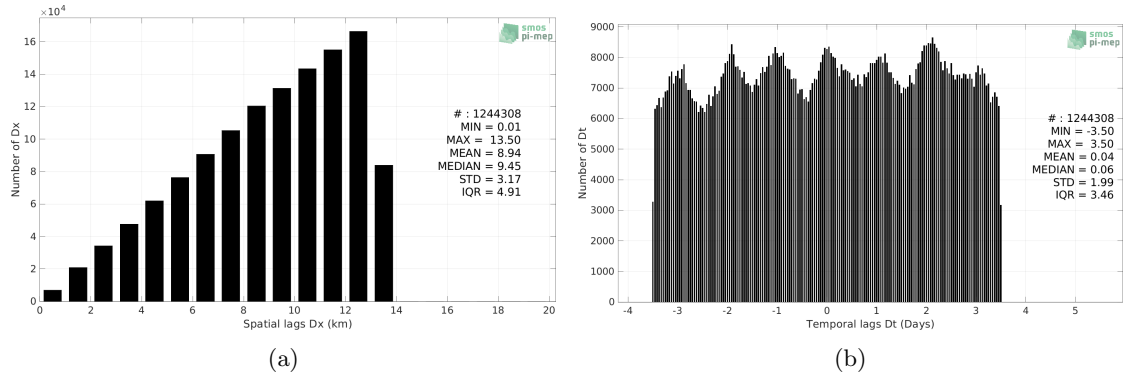 ×10⁴
16
14
12
10
8
6
4
2
0
Number of Dx
0 2 4 6 8 10 12 14 16 18 20
Spatial lags Dx (km)
smos
pi-mep
# : 1244308
MIN = 0.01
MAX = 13.50
MEAN = 8.94
MEDIAN = 9.45
STD = 3.17
IQR = 4.91
(a)
9000
8000
7000
6000
5000
4000
3000
2000
1000
0
Number of Dt
-4 -3 -2 -1 0 1 2 3 4 5
Temporal lags Dt (Days)
smos
pi-mep
# : 1244308
MIN = -3.50
MAX = 3.50
MEAN = 0.04
MEDIAN = 0.06
STD = 1.99
IQR = 3.46
(b)